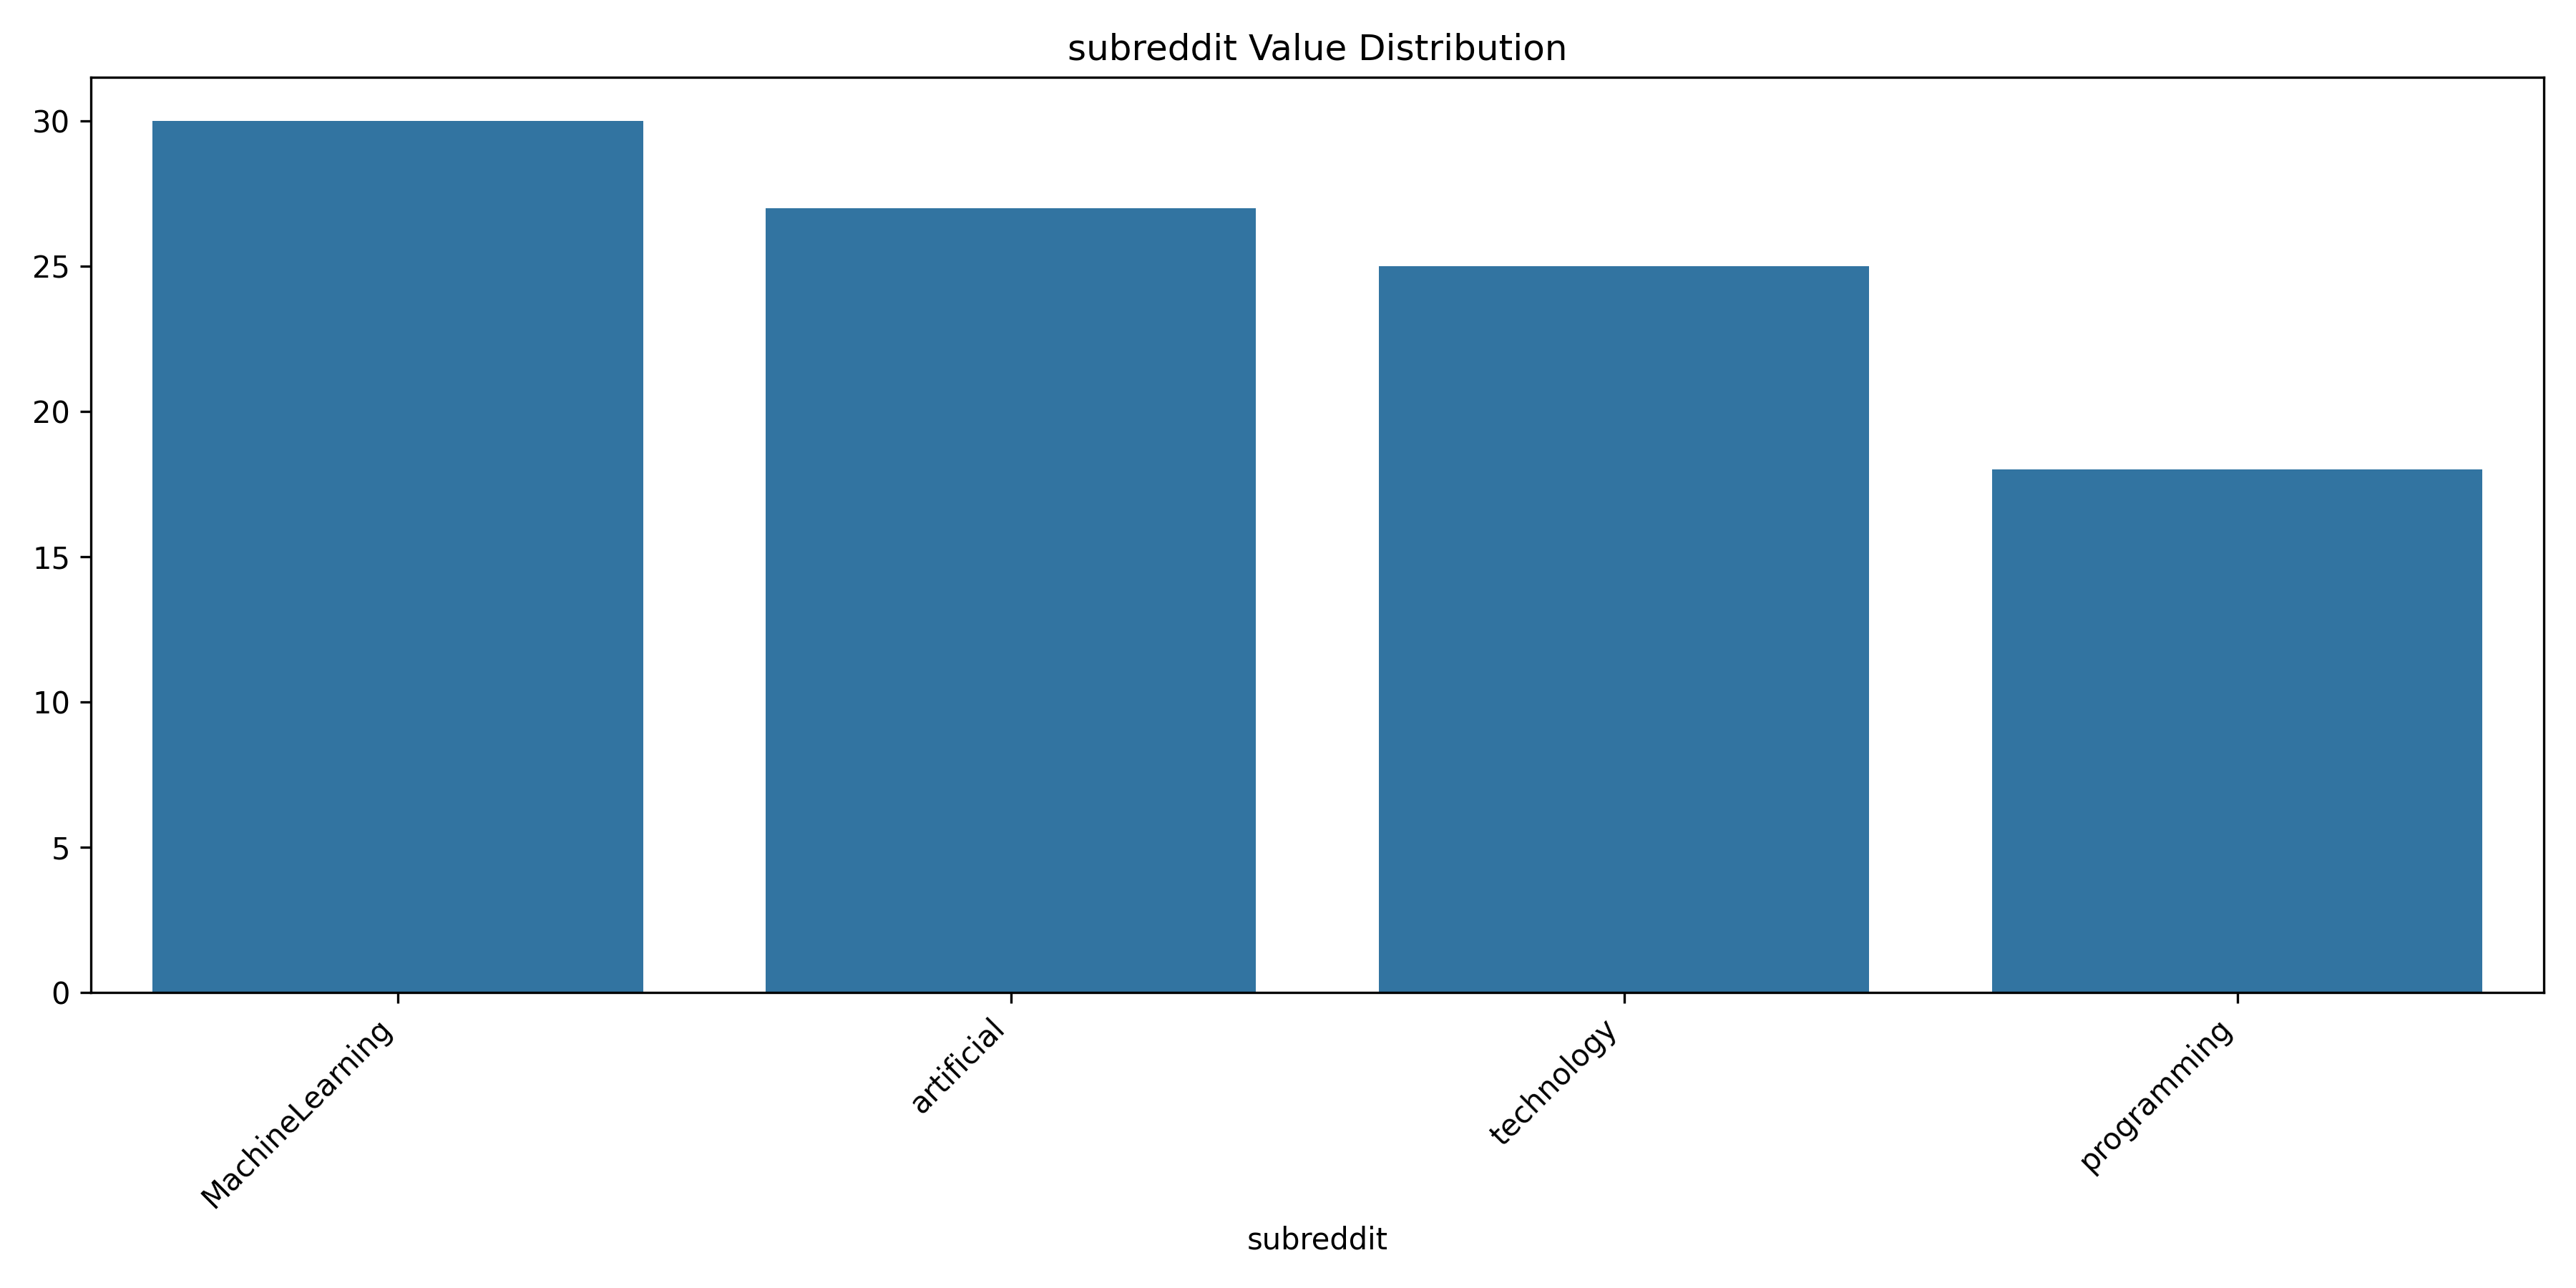 subreddit Value Distribution
30
25
20
15
10
5
0
MachineLearning
artificial
technology
programming
subreddit